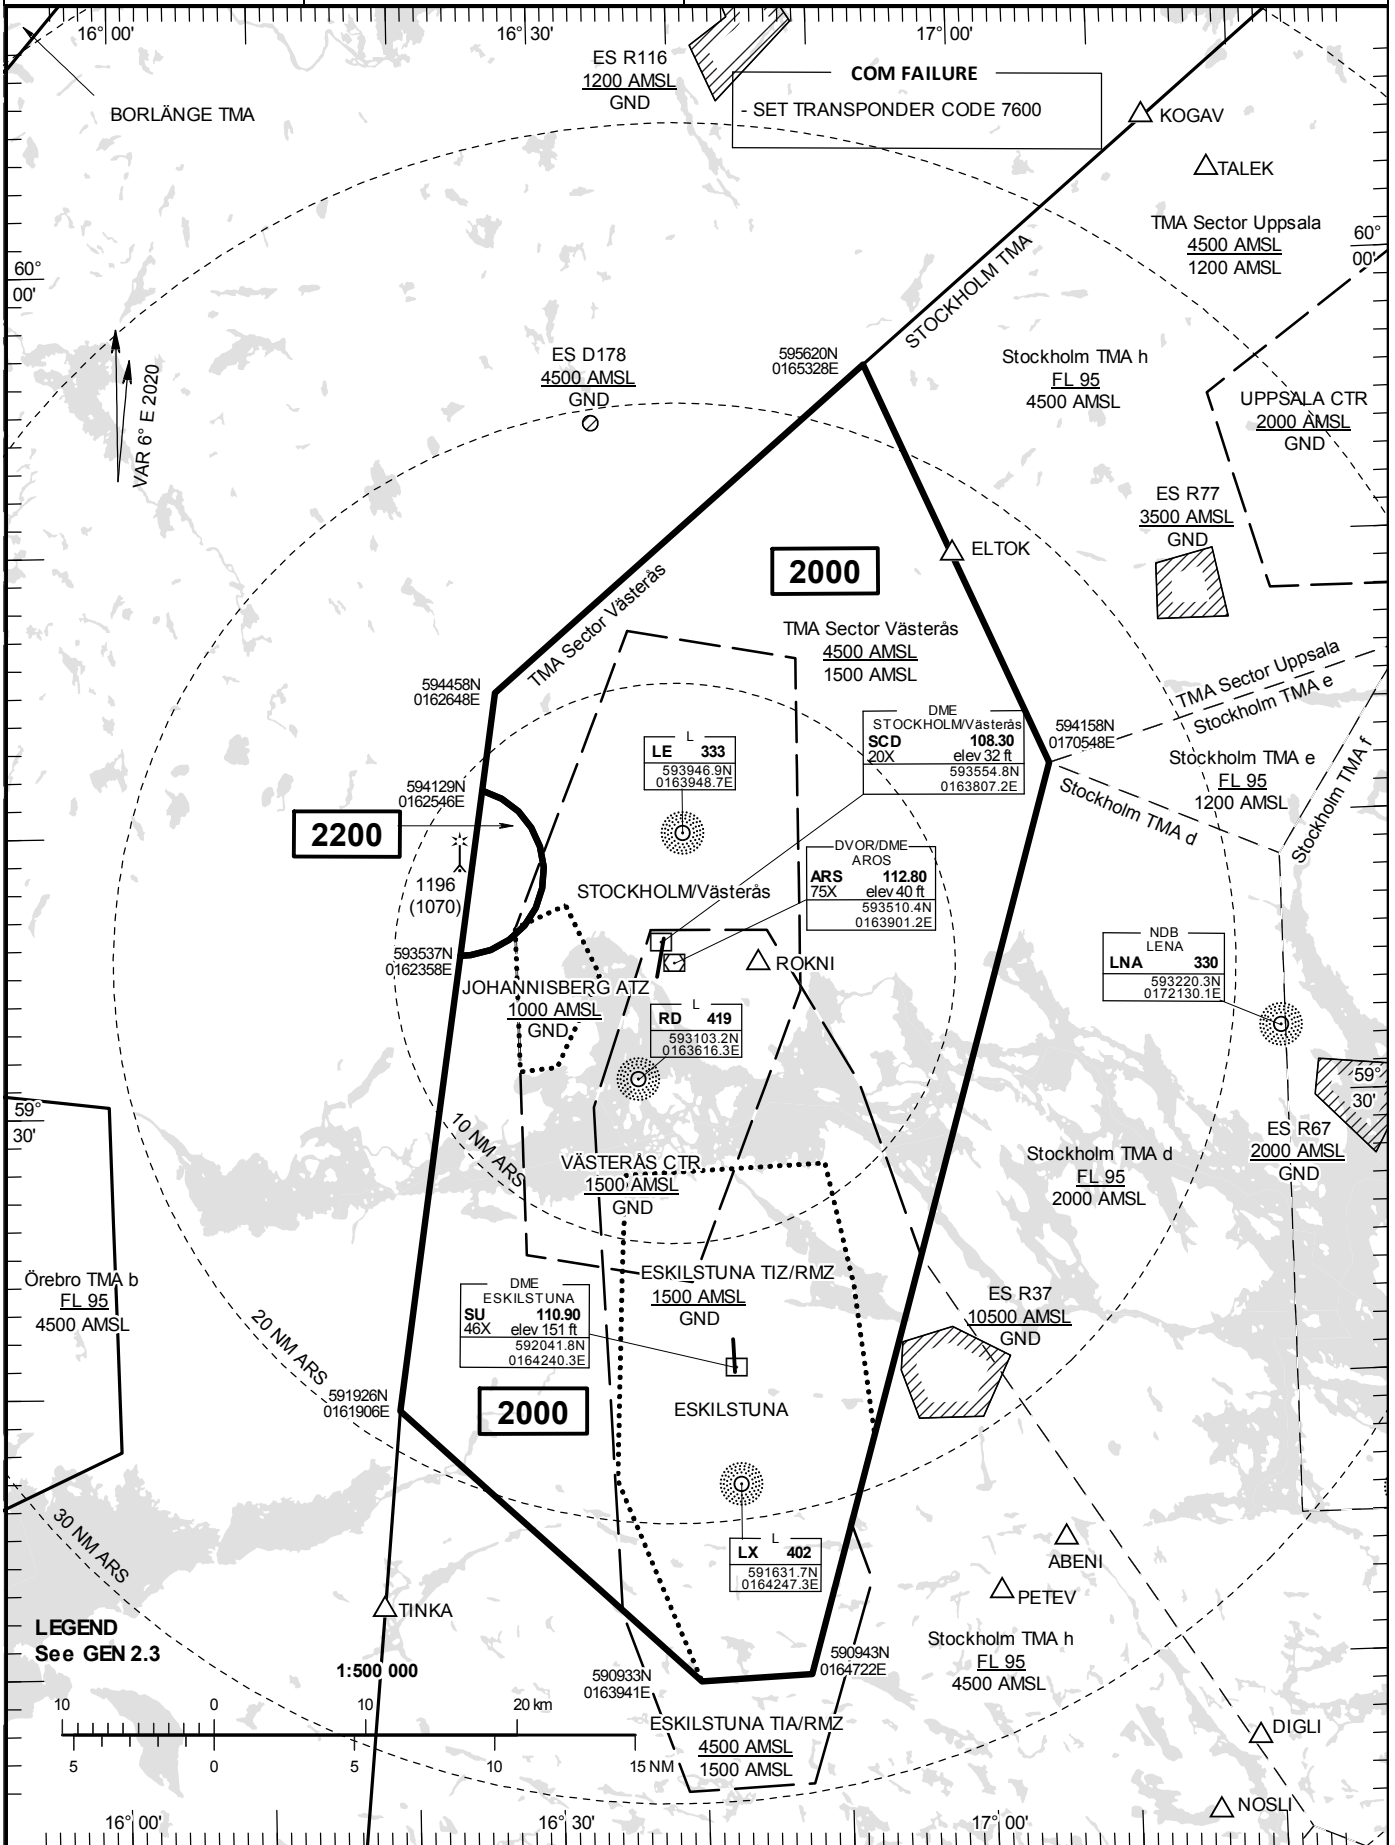 16° 00'
16° 30'
17° 00'
ES R116
1200 AMSL
GND
COM FAILURE
- SET TRANSPONDER CODE 7600
BORLÄNGE TMA
KOGAV
TALEK
TMA Sector Uppsala
4500 AMSL
1200 AMSL
60°
00'
60°
00'
STOCKHOLM TMA
VAR 6° E 2020
ES D178
4500 AMSL
GND
595620N
0165328E
Stockholm TMA h
FL 95
4500 AMSL
UPPSALA CTR
2000 AMSL
GND
ES R77
3500 AMSL
GND
ELTOK
2000
TMA Sector Västerås
TMA Sector Västerås
4500 AMSL
1500 AMSL
594458N
0162648E
TMA Sector Uppsala
Stockholm TMA e
594158N
0170548E
DME
STOCKHOLM/Västerås
SCD 108.30
20X elev 32 ft
593554.8N
0163807.2E
L
LE 333
593946.9N
0163948.7E
Stockholm TMA e
FL 95
1200 AMSL
Stockholm TMA f
Stockholm TMA d
594129N
0162546E
2200
1196
(1070)
DVOR/DME
AROS
ARS 112.80
75X elev 40 ft
593510.4N
0163901.2E
STOCKHOLM/Västerås
593537N
0162358E
ROKNI
NDB
LENA
LNA 330
593220.3N
0172130.1E
JOHANNISBERG ATZ
1000 AMSL
GND
L
RD 419
593103.2N
0163616.3E
59°
30'
59°
30'
10 NM ARS
ES R67
2000 AMSL
GND
VÄSTERÅS CTR
1500 AMSL
GND
Stockholm TMA d
FL 95
2000 AMSL
Örebro TMA b
FL 95
4500 AMSL
ESKILSTUNA TIZ/RMZ
1500 AMSL
GND
DME
ESKILSTUNA
SU 110.90
46X elev 151 ft
592041.8N
0164240.3E
ES R37
10500 AMSL
GND
20 NM ARS
591926N
0161906E
2000
ESKILSTUNA
30 NM ARS
L
LX 402
591631.7N
0164247.3E
ABENI
PETEV
TINKA
LEGEND
See GEN 2.3
Stockholm TMA h
FL 95
4500 AMSL
590943N
0164722E
590933N
0163941E
1:500 000
10 0 10 20 km
5 0 5 10 15 NM
ESKILSTUNA TIA/RMZ
4500 AMSL
1500 AMSL
DIGLI
NOSLI
16° 00'
16° 30'
17° 00'